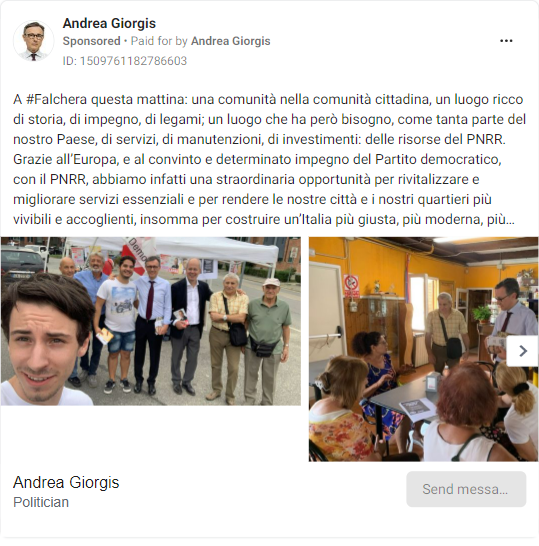 Andrea Giorgis
Sponsored • Paid for by Andrea Giorgis
ID: 1509761182786603
A #Falchera questa mattina: una comunità nella comunità cittadina, un luogo ricco
di storia, di impegno, di legami; un luogo che ha però bisogno, come tanta parte del
nostro Paese, di servizi, di manutenzioni, di investimenti: delle risorse del PNRR.
Grazie all'Europa, e al convinto e determinato impegno del Partito democratico,
con il PNRR, abbiamo infatti una straordinaria opportunità per rivitalizzare e
migliorare servizi essenziali e per rendere le nostre città e i nostri quartieri più
vivibili e accoglienti, insomma per costruire un'Italia più giusta, più moderna, più...
Andrea Giorgis
Politician
Send messa...